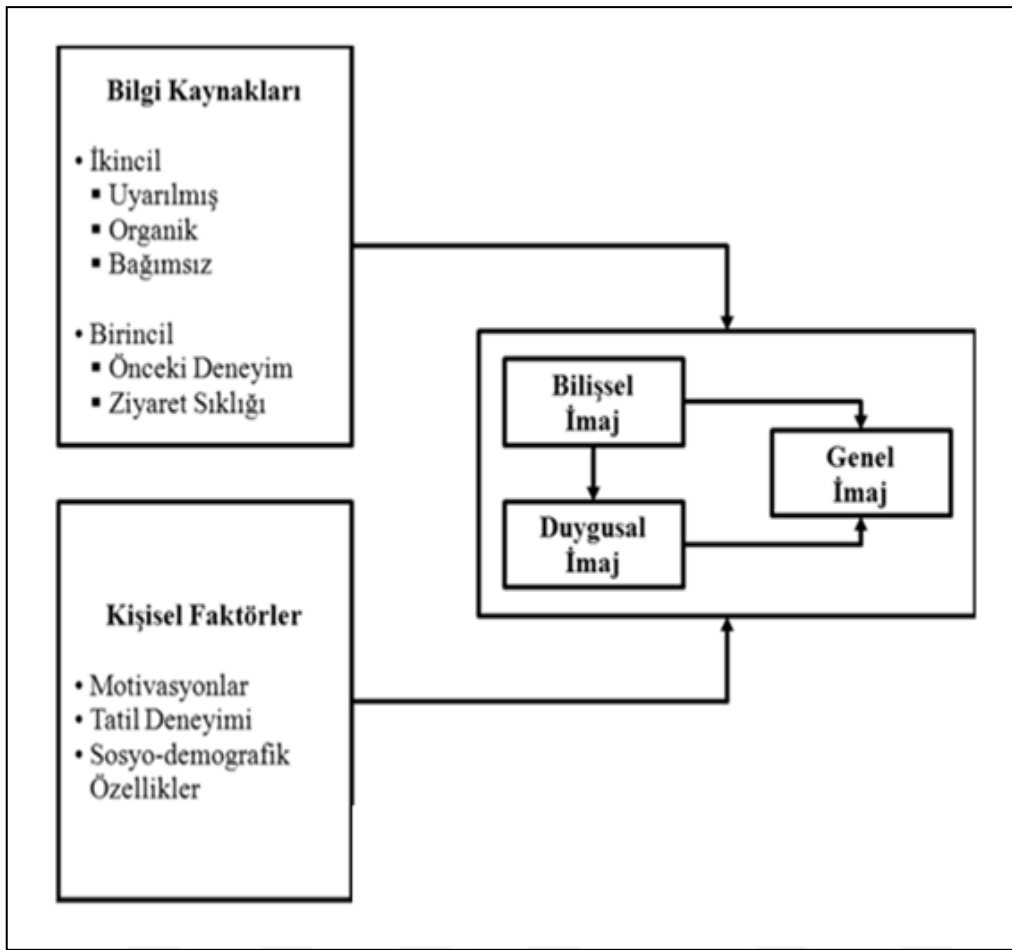 Bilgi Kaynakları
• İkincil
▪ Uyarılmış
▪ Organik
▪ Bağımsız
• Birincil
▪ Önceki Deneyim
▪ Ziyaret Sıklığı
Kişisel Faktörler
• Motivasyonlar
• Tatil Deneyimi
• Sosyo-demografik
Özellikler
Bilişsel
İmaj
Duygusal
İmaj
Genel
İmaj